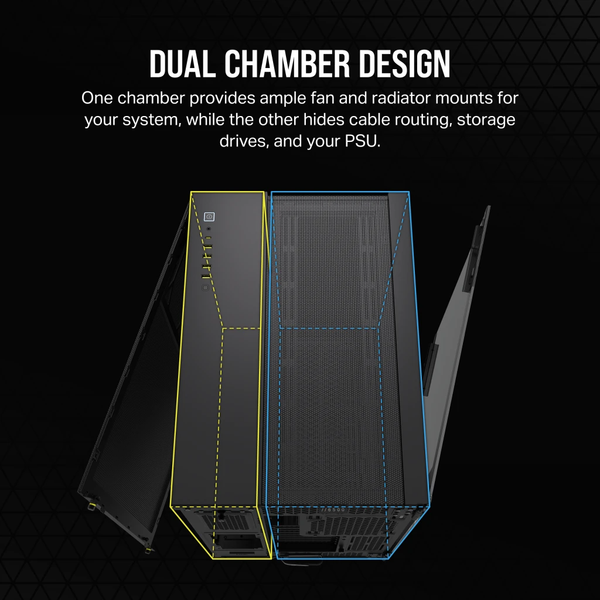 DUAL CHAMBER DESIGN
One chamber provides ample fan and radiator mounts for
your system, while the other hides cable routing, storage
drives, and your PSU.